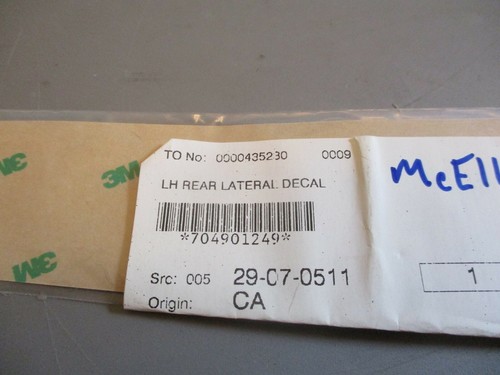 TO No: 0000435230 0009
LH REAR LATERAL DECAL
*704901249*
Src: 005 29-07-0511
Origin: CA
1
3M
3M
3M